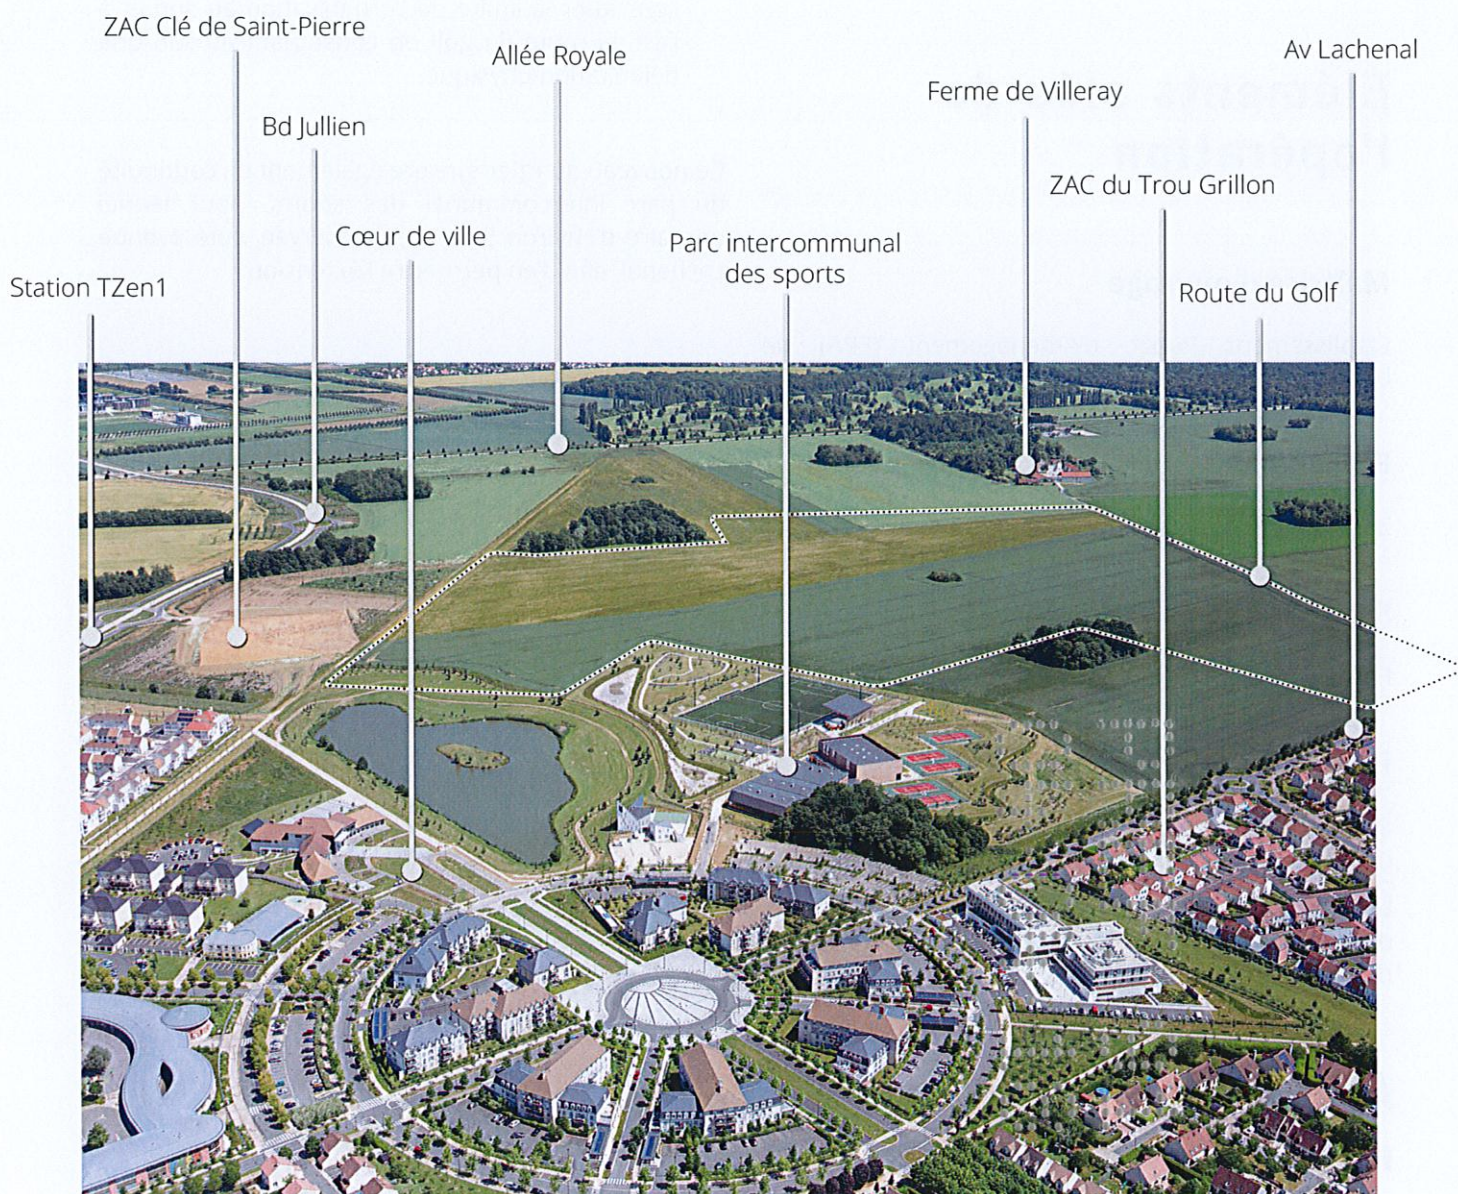 ZAC Clé de Saint-Pierre
Allée Royale
Av Lachenal
Ferme de Villeray
Bd Jullien
ZAC du Trou Grillon
Cœur de ville
Parc intercommunal
des sports
Station TZen1
Route du Golf